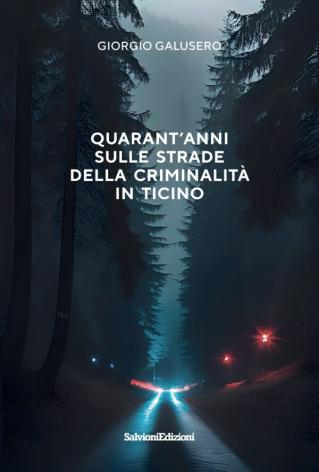 GIORGIO GALUSERO
QUARANT'ANNI
SULLE STRADE
DELLA CRIMINALITÀ
IN TICINO
SalvioniEdizioni